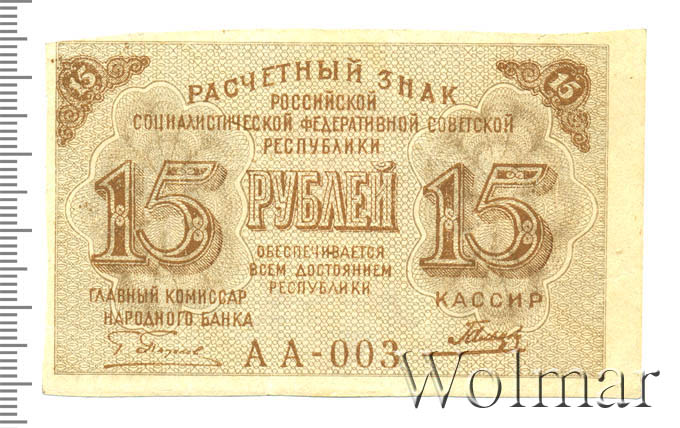 15
15
РАСЧЕТНЫЙ ЗНАК
РОССИЙСКОЙ
СОЦИАЛИСТИЧЕСКОЙ ФЕДЕРАТИВНОЙ СОВЕТСКОЙ
РЕСПУБЛИКИ
15 РУБЛЕЙ 15
ОБЕСПЕЧИВАЕТСЯ
ВСЕМ ДОСТОЯНИЕМ
РЕСПУБЛИКИ
ГЛАВНЫЙ КОМИССАР
НАРОДНОГО БАНКА
КАССИР
АА-003
Wolmar